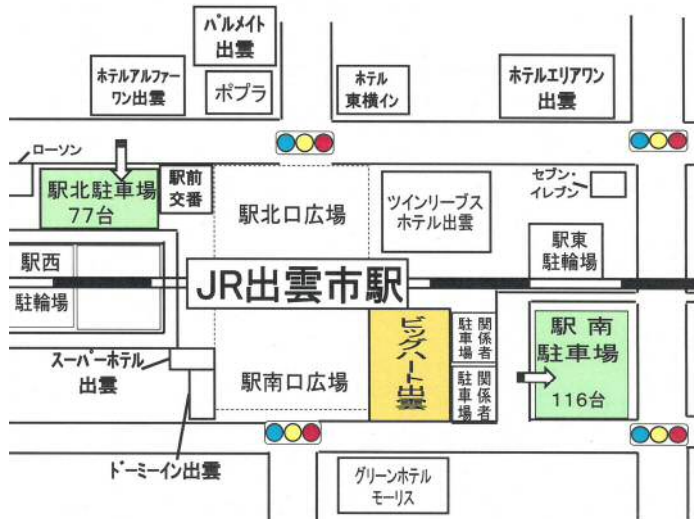 パルメイト
出雲
ホテルアルファー
ワン出雲
ポプラ
ホテル
東横イン
ホテルエリアワン
出雲
ローソン
駅北駐車場
77台
駅前
交番
駅北口広場
ツインリーブス
ホテル出雲
セブン・
イレブン
駅東
駐輪場
駅西
駐輪場
JR出雲市駅
スーパーホテル
出雲
駅南口広場
ビッグハート出雲
関係者
駐車場
関係者
駐車場
駅南
駐車場
116台
ドーミーイン出雲
グリーンホテル
モーリス